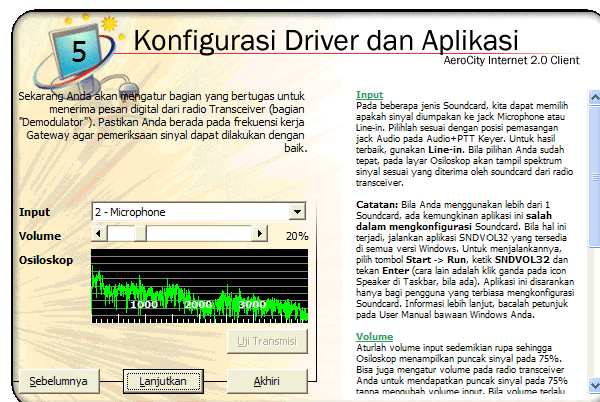 5
Konfigurasi Driver dan Aplikasi
AeroCity Internet 2.0 Client
Sekarang Anda akan mengatur bagian yang bertugas untuk
menerima pesan digital dari radio Transceiver (bagian
"Demodulator"). Pastikan Anda berada pada frekuensi kerja
Gateway agar pemeriksaan sinyal dapat dilakukan dengan
baik.
Input
2 - Microphone
Volume
20%
Osiloskop
1000 2000 3000
Uji Transmisi
Sebelumnya
Lanjutkan
Akhiri
Input
Pada beberapa jenis Soundcard, kita dapat memilih
apakah sinyal diumpakan ke jack Microphone atau
Line-in. Pilihlah sesuai dengan posisi pemasangan
jack Audio pada Audio+PTT Keyer. Untuk hasil
terbaik, gunakan Line-in. Bila pilihan Anda sudah
tepat, pada layar Osiloskop akan tampil spektrum
sinyal sesuai yang diterima oleh soundcard dari radio
transceiver.
Catatan: Bila Anda menggunakan lebih dari 1
Soundcard, ada kemungkinan aplikasi ini salah
dalam mengkonfigurasi Soundcard. Bila hal ini
terjadi, jalankan aplikasi SNDVOL32 yang tersedia
di semua versi Windows. Untuk menjalankannya,
pilih tombol Start -> Run, ketik SNDVOL32 dan
tekan Enter (cara lain adalah klik ganda pada icon
Speaker di Taskbar, bila ada). Aplikasi ini disarankan
hanya bagi pengguna yang terbiasa mengkonfigurasi
Soundcard. Informasi lebih lanjut, bacalah petunjuk
pada User Manual bawaan Windows Anda.
Volume
Aturlah volume input sedemikian rupa sehingga
Osiloskop menampilkan puncak sinyal pada 75%.
Bisa juga mengatur volume pada radio transceiver
Anda untuk mendapatkan puncak sinyal pada 75%
tanpa mengubah volume input. Bila volume terlalu